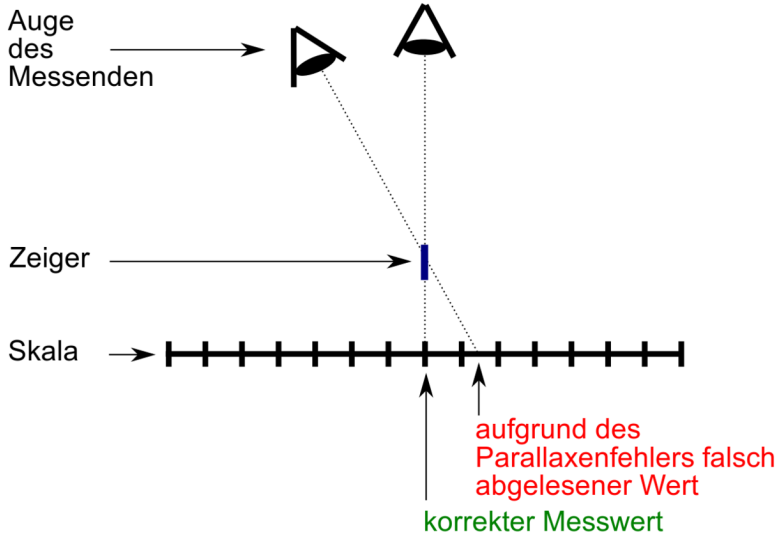 Auge
des
Messenden
Zeiger
Skala
aufgrund des
Parallaxenfehlers falsch
abgelesener Wert
korrekter Messwert